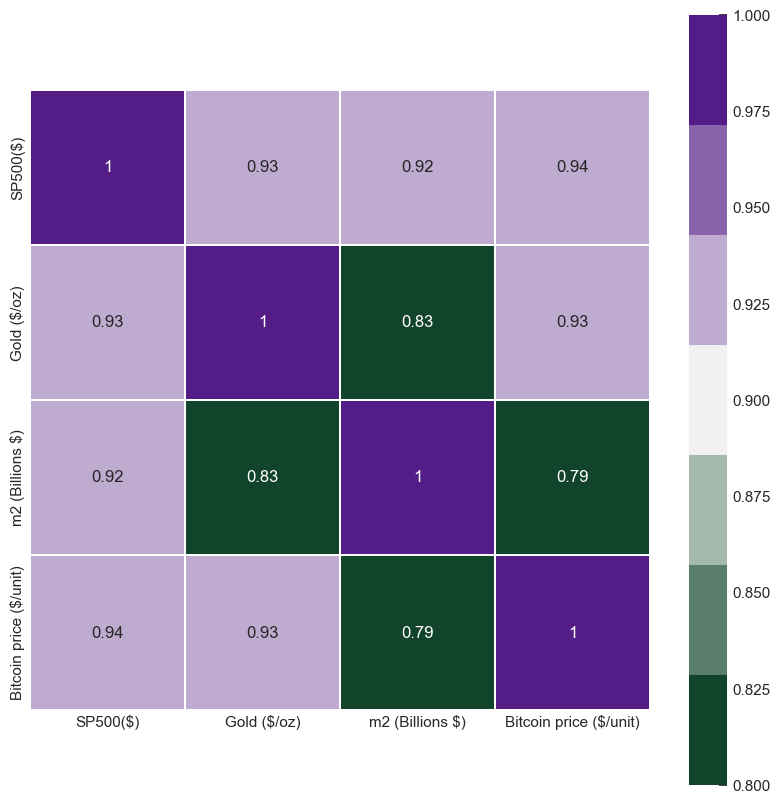 SP500($)
1 0.93 0.92 0.94
Gold ($/oz)
0.93 1 0.83 0.93
m2 (Billions $)
0.92 0.83 1 0.79
Bitcoin price ($/unit)
0.94 0.93 0.79 1
SP500($) Gold ($/oz) m2 (Billions $) Bitcoin price ($/unit)
1.000
0.975
0.950
0.925
0.900
0.875
0.850
0.825
0.800